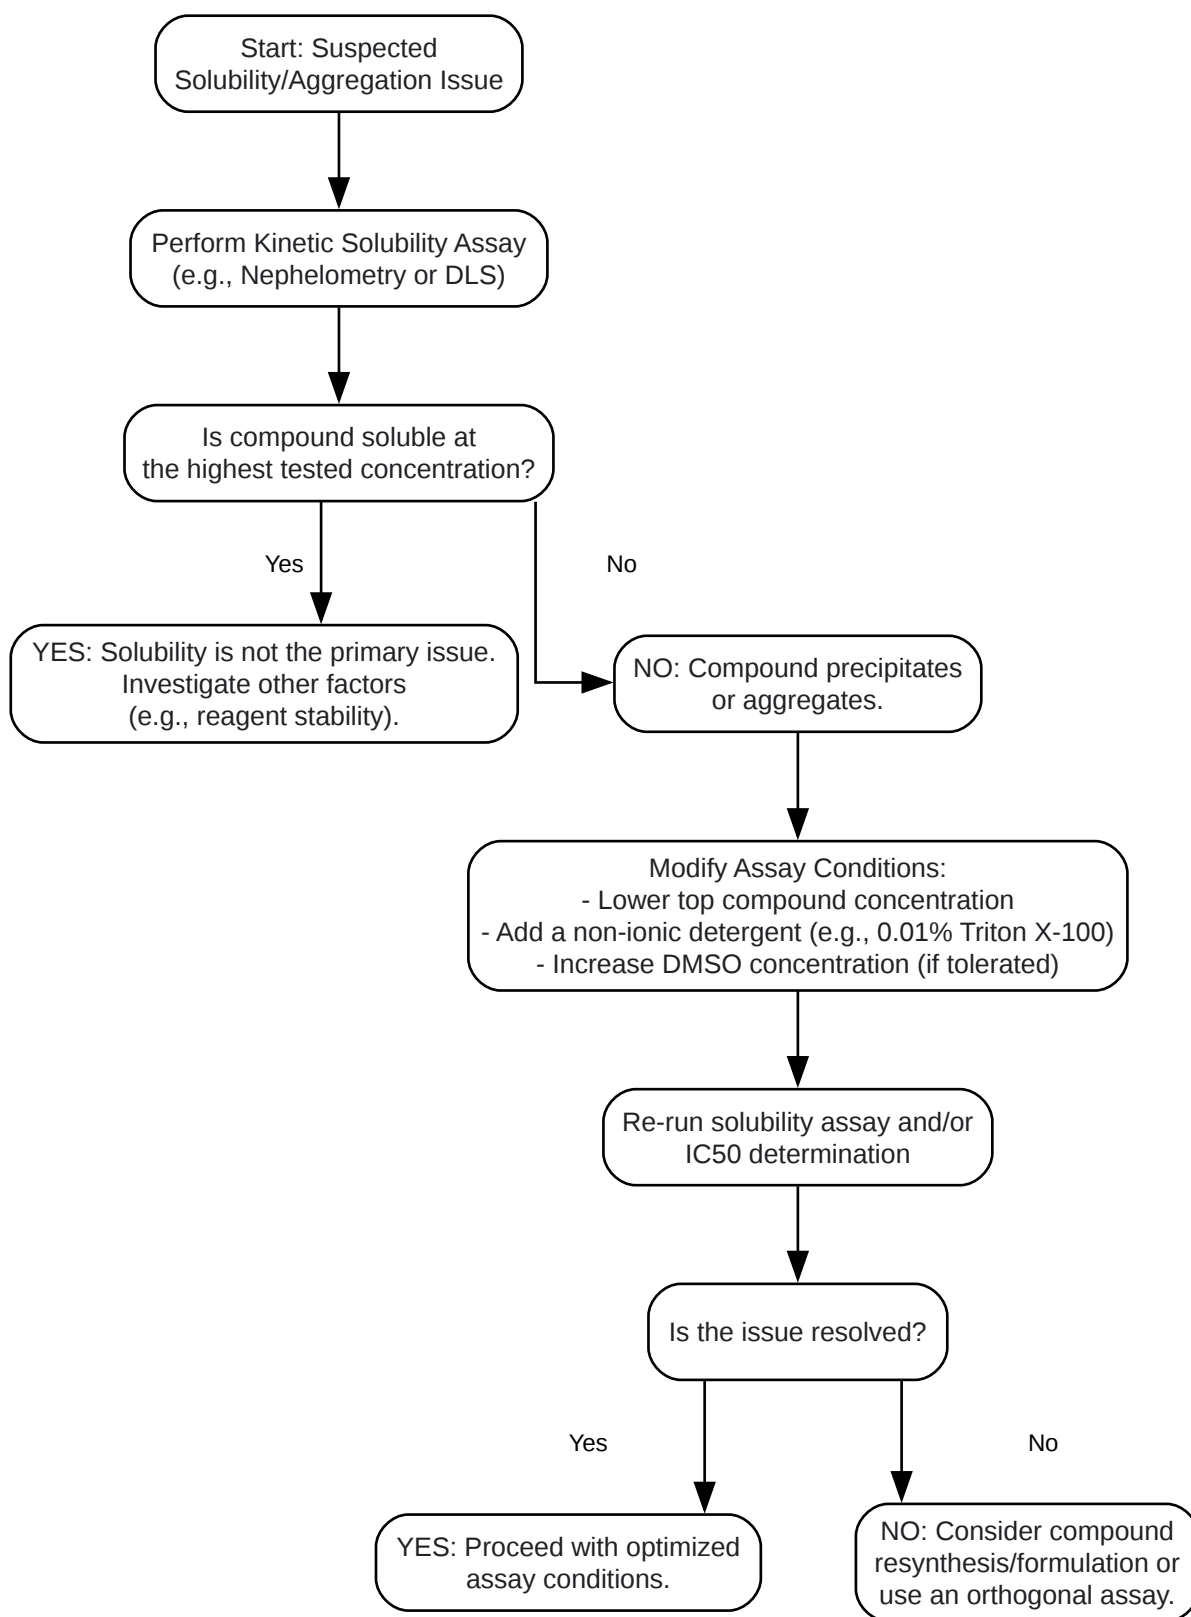 Start: Suspected
Solubility/Aggregation Issue
Perform Kinetic Solubility Assay
(e.g., Nephelometry or DLS)
Is compound soluble at
the highest tested concentration?
Yes
No
YES: Solubility is not the primary issue.
Investigate other factors
(e.g., reagent stability).
NO: Compound precipitates
or aggregates.
Modify Assay Conditions:
- Lower top compound concentration
- Add a non-ionic detergent (e.g., 0.01% Triton X-100)
- Increase DMSO concentration (if tolerated)
Re-run solubility assay and/or
IC50 determination
Is the issue resolved?
Yes
No
YES: Proceed with optimized
assay conditions.
NO: Consider compound
resynthesis/formulation or
use an orthogonal assay.